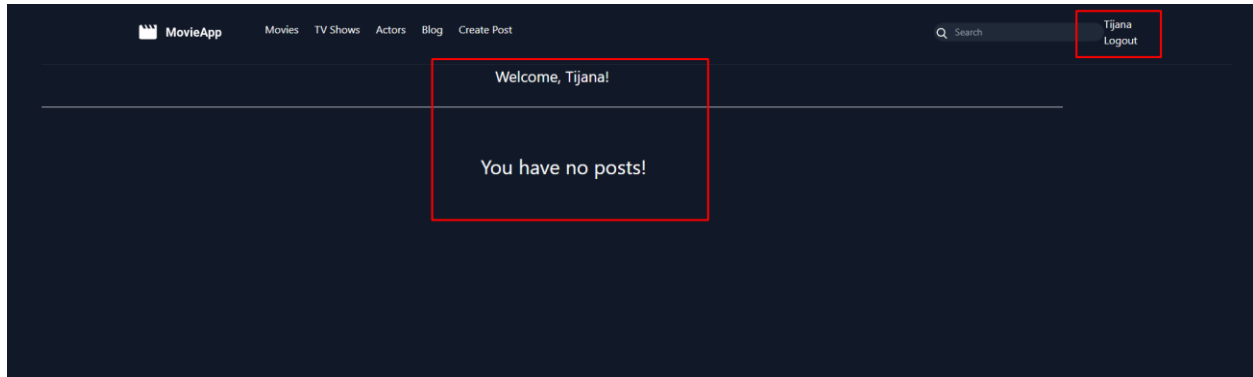 MovieApp Movies TV Shows Actors Blog Create Post Search Tijana
Logout
Welcome, Tijana!
You have no posts!